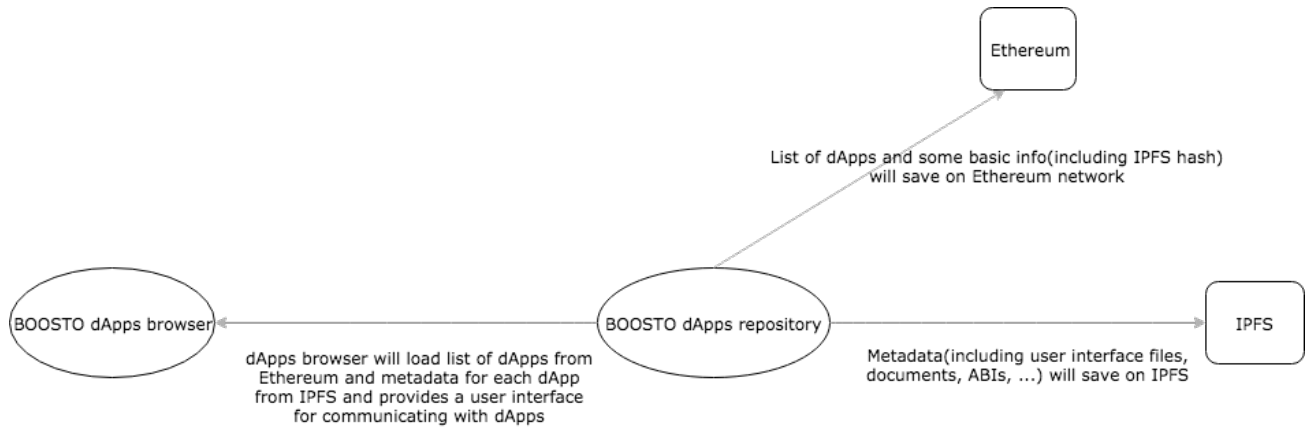 Ethereum
List of dApps and some basic info(including IPFS hash)
will save on Ethereum network
BOOSTO dApps browser
BOOSTO dApps repository
IPFS
dApps browser will load list of dApps from
Ethereum and metadata for each dApp
from IPFS and provides a user interface
for communicating with dApps
Metadata(including user interface files,
documents, ABIs, ...) will save on IPFS